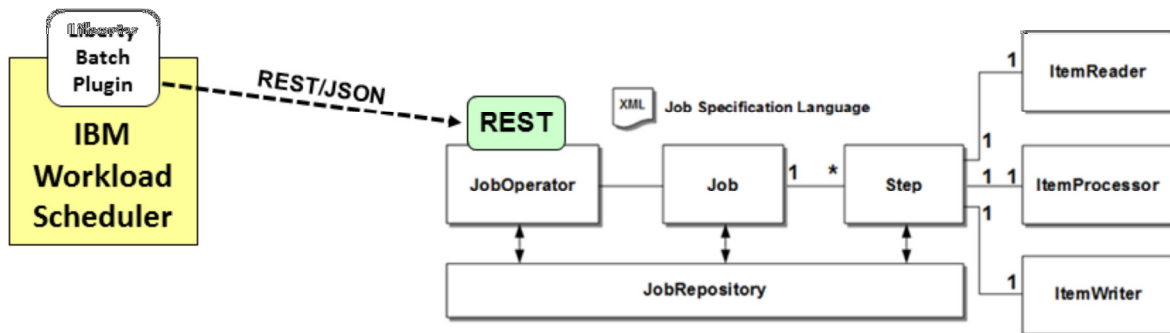 Batch
Plugin
IBM
Workload
Scheduler
REST/JSON
REST
XML
Job Specification Language
JobOperator
Job
1
*
Step
1
1
1
1
1
1
ItemReader
ItemProcessor
ItemWriter
JobRepository